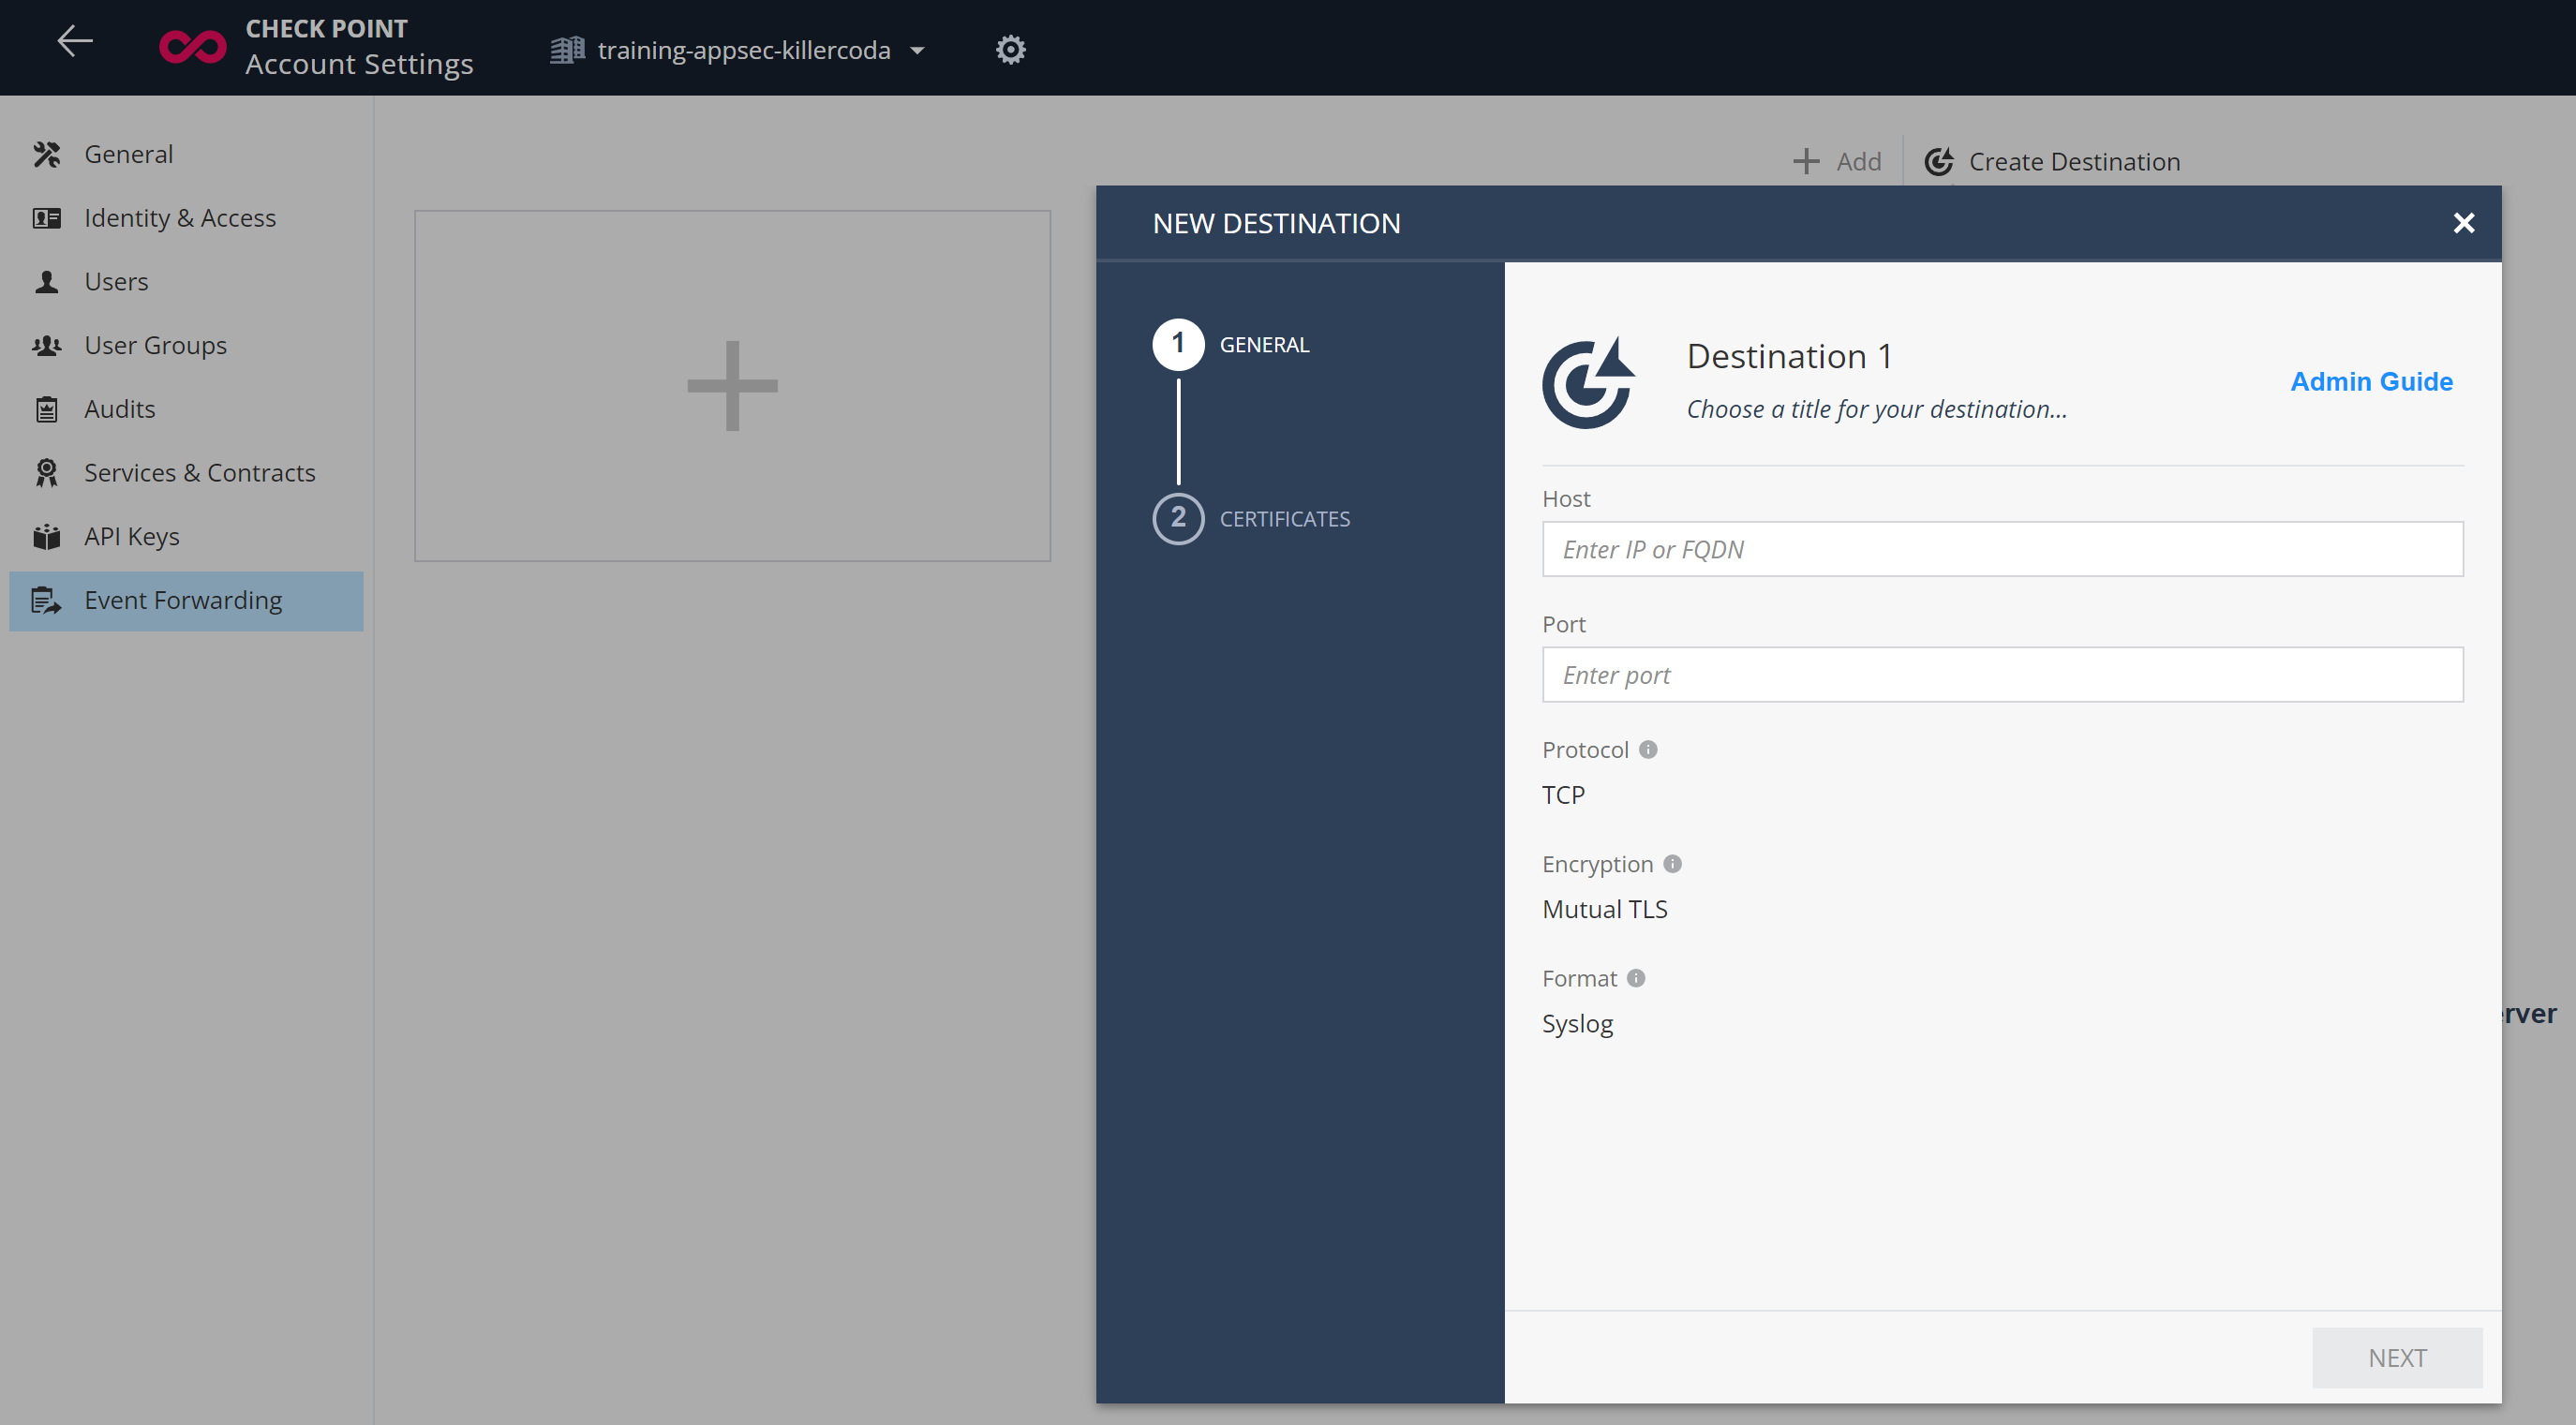 CHECK POINT
Account Settings
training-appsec-killercoda
General
Identity & Access
Users
User Groups
Audits
Services & Contracts
API Keys
Event Forwarding
Add
Create Destination
NEW DESTINATION
1 GENERAL
2 CERTIFICATES
Destination 1
Choose a title for your destination...
Admin Guide
Host
Enter IP or FQDN
Port
Enter port
Protocol
TCP
Encryption
Mutual TLS
Format
Syslog
rver
NEXT